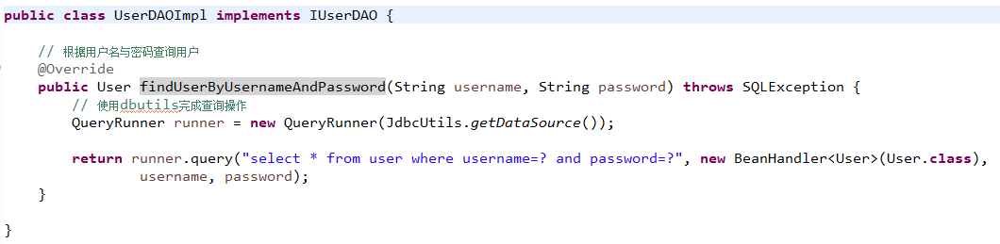 public class UserDAOImpl implements IUserDAO {
// 根据用户名与密码查询用户
@Override
public User findUserByUsernameAndPassword(String username, String password) throws SQLException {
// 使用dbutils完成查询操作
QueryRunner runner = new QueryRunner(JdbcUtils.getDataSource());
return runner.query("select * from user where username=? and password=?", new BeanHandler<User>(User.class),
username, password);
}
}